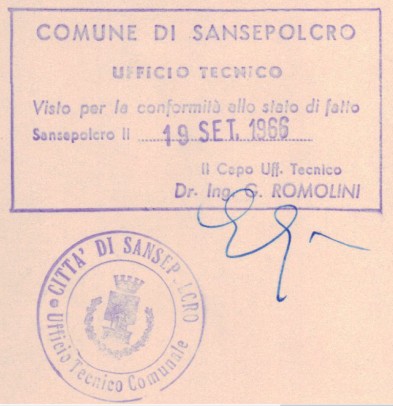 COMUNE DI SANSEPOLCRO
UFFICIO TECNICO
Visto per la conformità allo stato di fatto
Sansepolcro li 19 SET. 1966
Il Capo Uff. Tecnico
Dr. Ing. G. ROMOLINI
CITTA' DI SANSEPOLCRO
Ufficio Tecnico Comunale